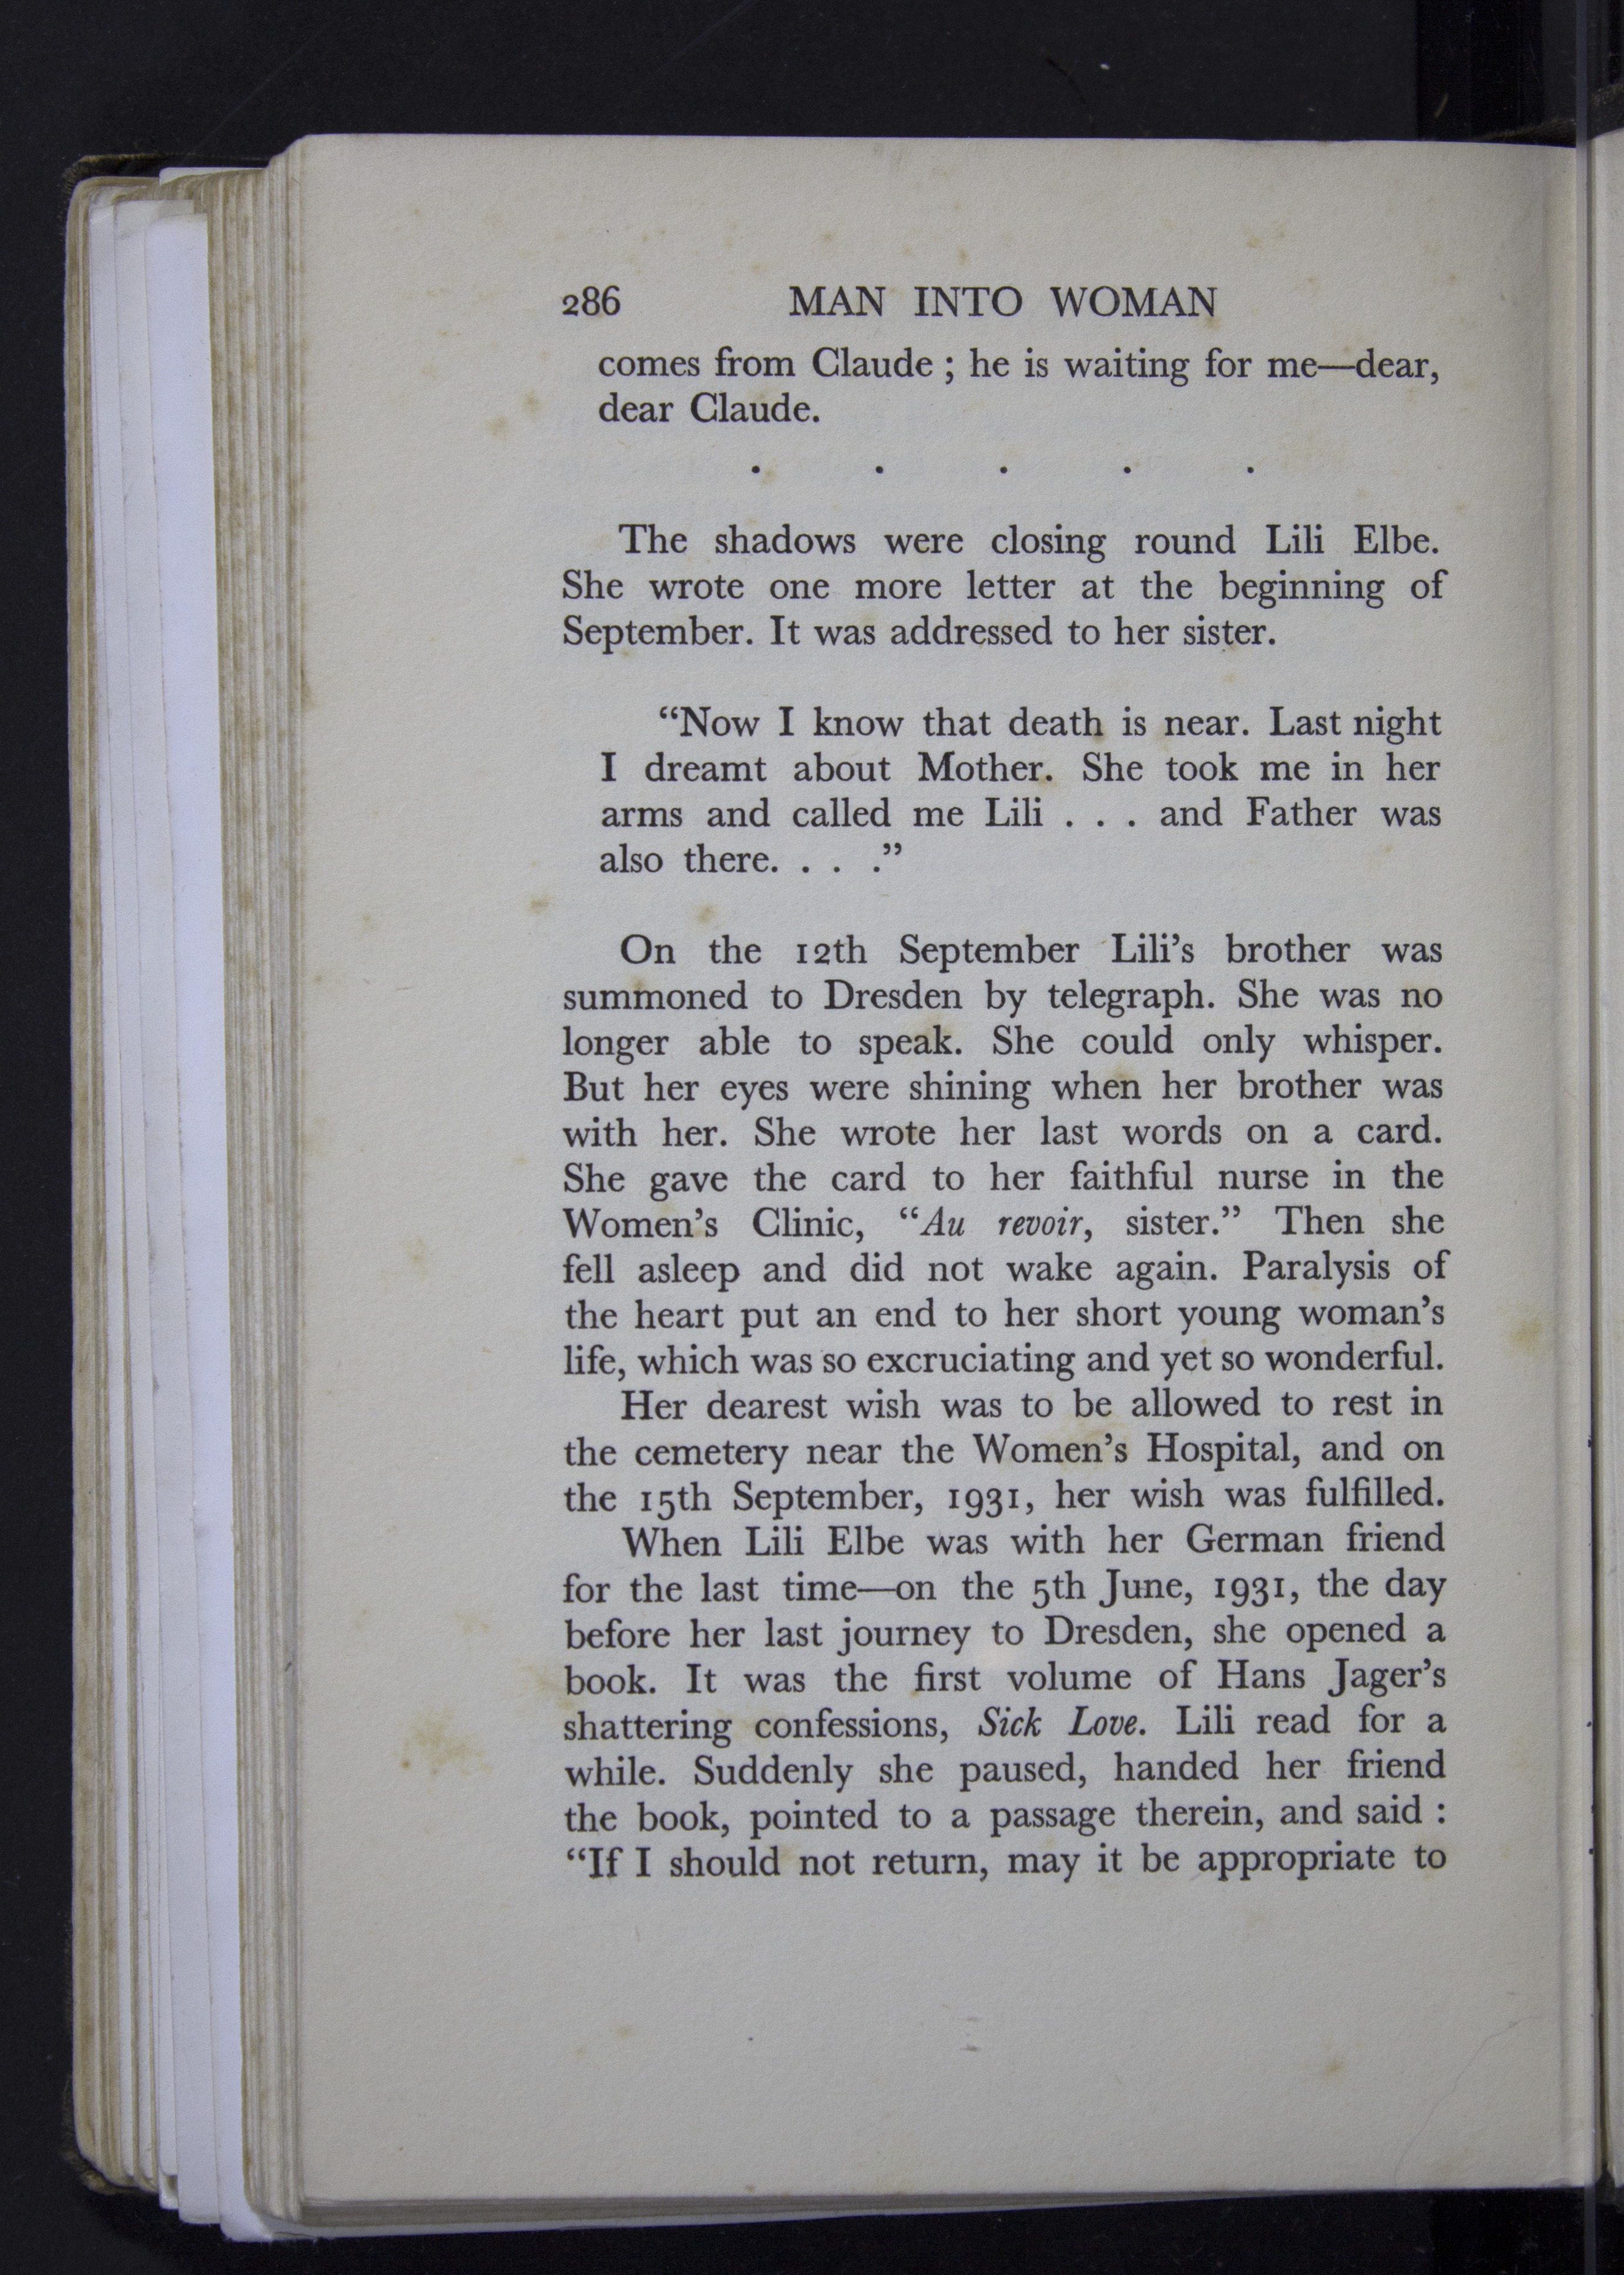 286 MAN INTO WOMAN
comes from Claude ; he is waiting for me—dear,
dear Claude.
. . . . .
The shadows were closing round Lili Elbe.
She wrote one more letter at the beginning of
September. It was addressed to her sister.
“Now I know that death is near. Last night
I dreamt about Mother. She took me in her
arms and called me Lili . . . and Father was
also there. . . .”
On the 12th September Lili’s brother was
summoned to Dresden by telegraph. She was no
longer able to speak. She could only whisper.
But her eyes were shining when her brother was
with her. She wrote her last words on a card.
She gave the card to her faithful nurse in the
Women’s Clinic, “Au revoir, sister.” Then she
fell asleep and did not wake again. Paralysis of
the heart put an end to her short young woman’s
life, which was so excruciating and yet so wonderful.
Her dearest wish was to be allowed to rest in
the cemetery near the Women’s Hospital, and on
the 15th September, 1931, her wish was fulfilled.
When Lili Elbe was with her German friend
for the last time—on the 5th June, 1931, the day
before her last journey to Dresden, she opened a
book. It was the first volume of Hans Jager’s
shattering confessions, Sick Love. Lili read for a
while. Suddenly she paused, handed her friend
the book, pointed to a passage therein, and said :
“If I should not return, may it be appropriate to